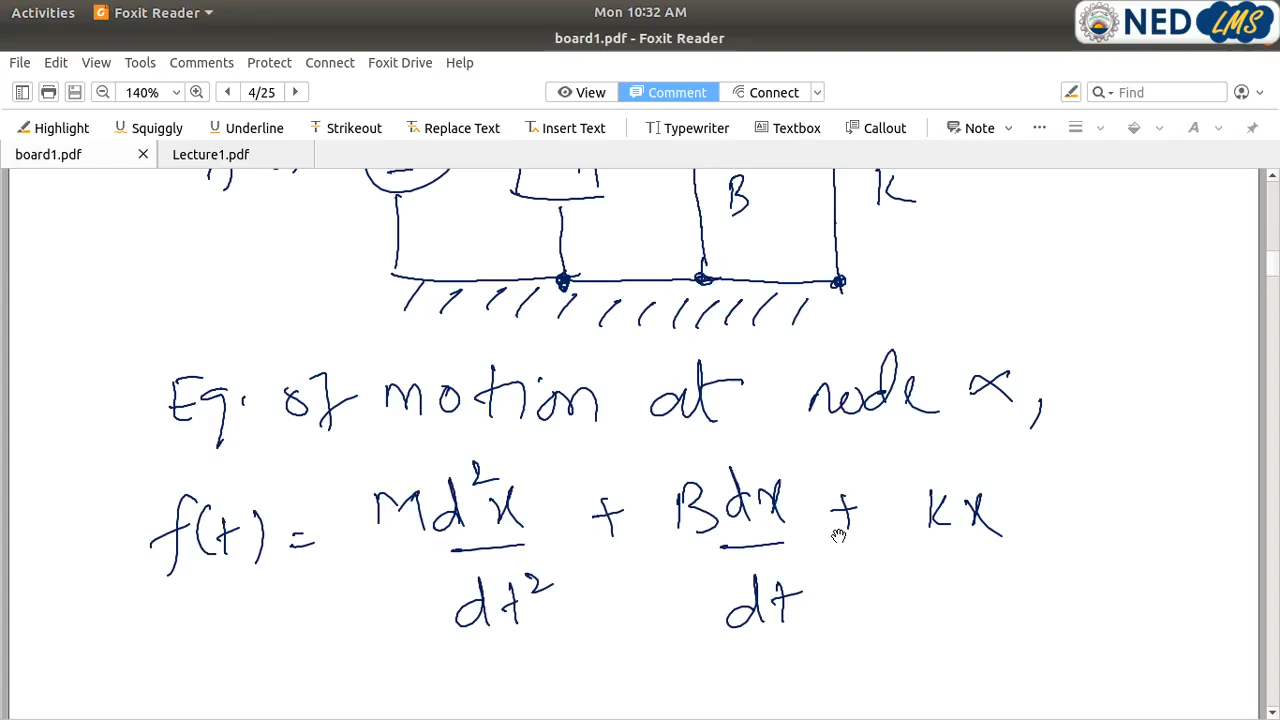 Activities Foxit Reader Mon 10:32 AM
board1.pdf - Foxit Reader
NED LMS
File Edit View Tools Comments Protect Connect Foxit Drive Help
140% 4/25 View Comment Connect Find
Highlight Squiggly Underline Strikeout Replace Text Insert Text Typewriter Textbox Callout Note
board1.pdf Lecture1.pdf
B K
Eq. of motion at node x,
f(t) = M d²x/dt² + B dx/dt + Kx